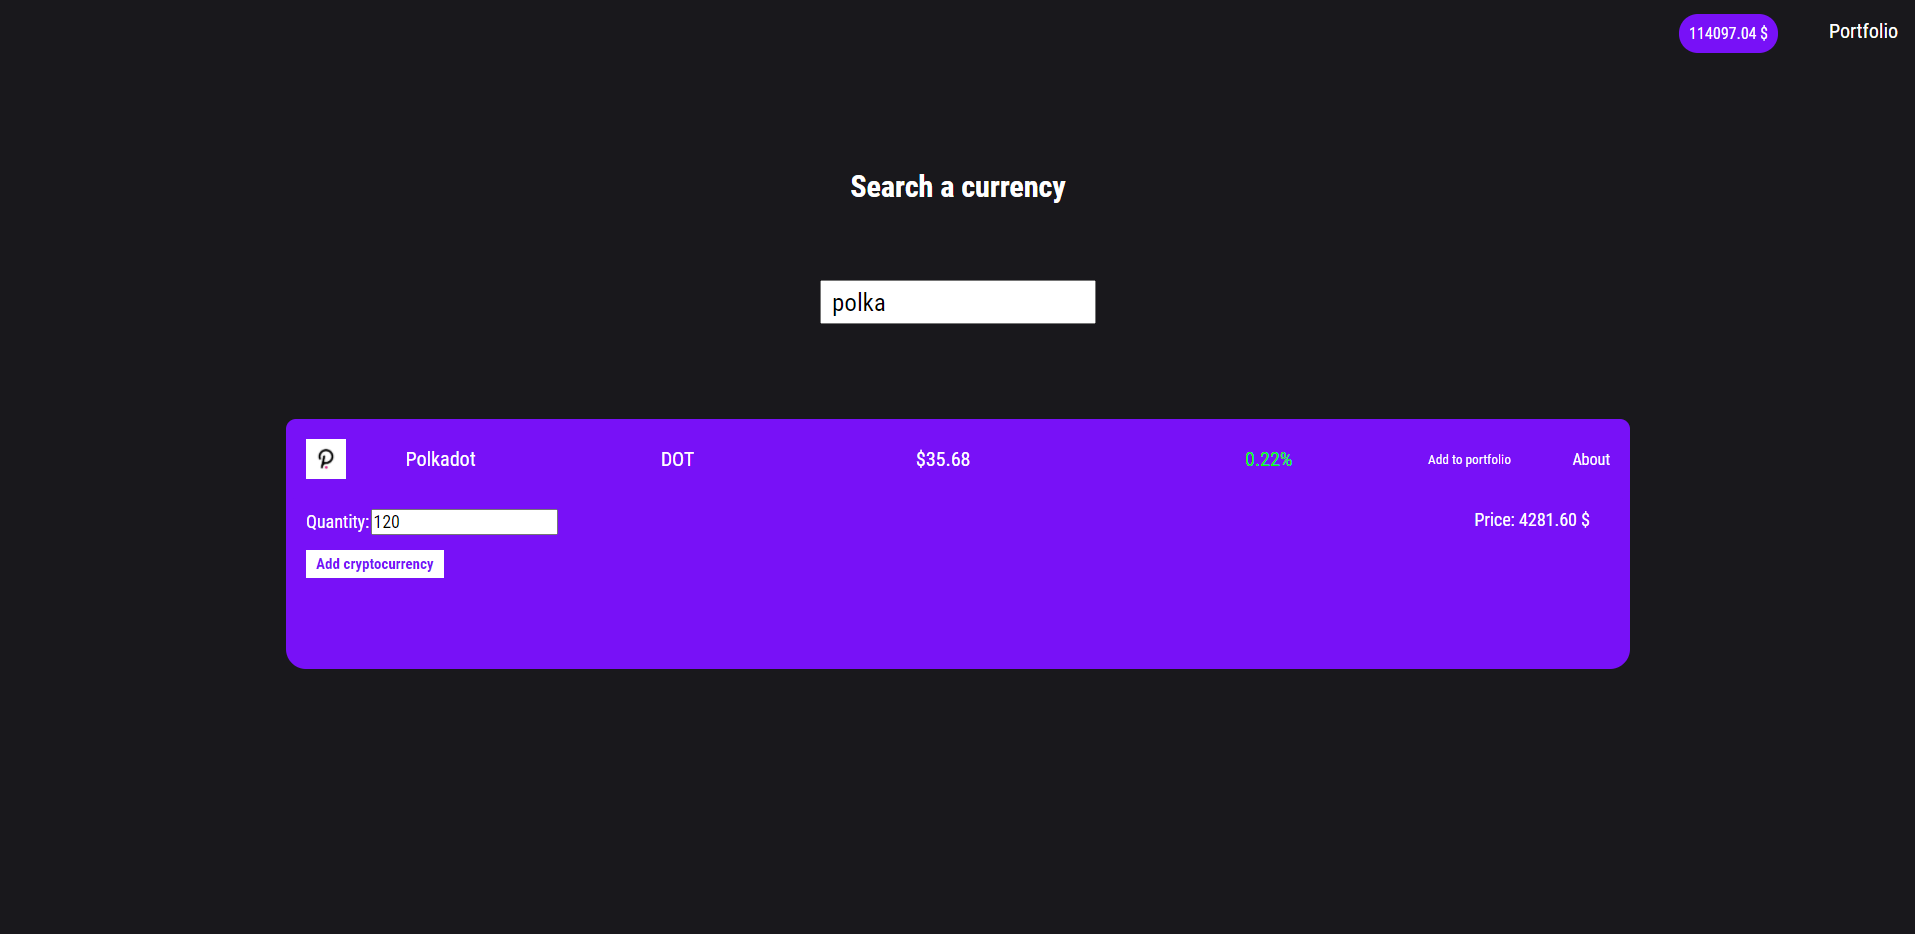 114097.04 $ Portfolio
Search a currency
polka
Polkadot DOT $35.68 0.22% Add to portfolio About
Quantity: 120 Price: 4281.60 $
Add cryptocurrency